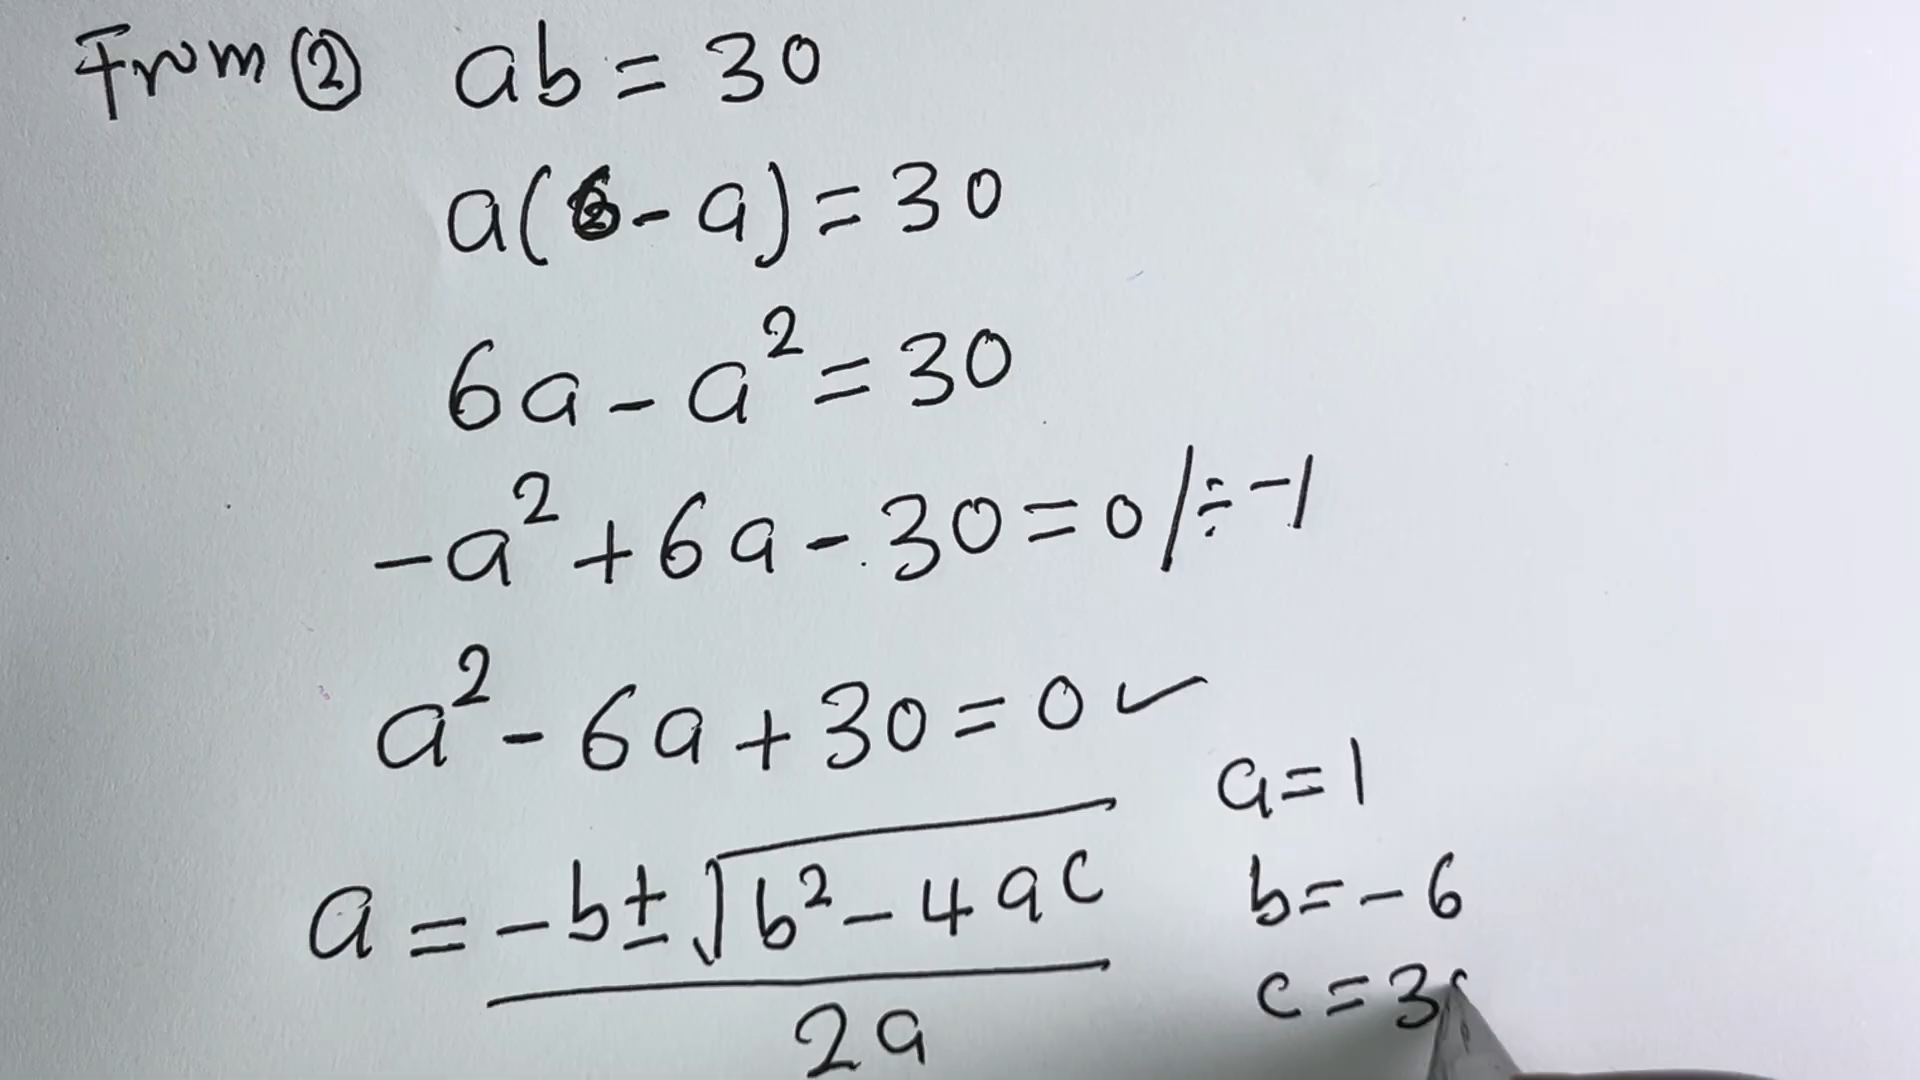 From ② ab = 30
a(6 - a) = 30
6a - a² = 30
-a² + 6a - 30 = 0 / ÷ -1
a² - 6a + 30 = 0 ✓
a = 1
a = -b ± √(b² - 4ac) / 2a
b = -6
c = 30